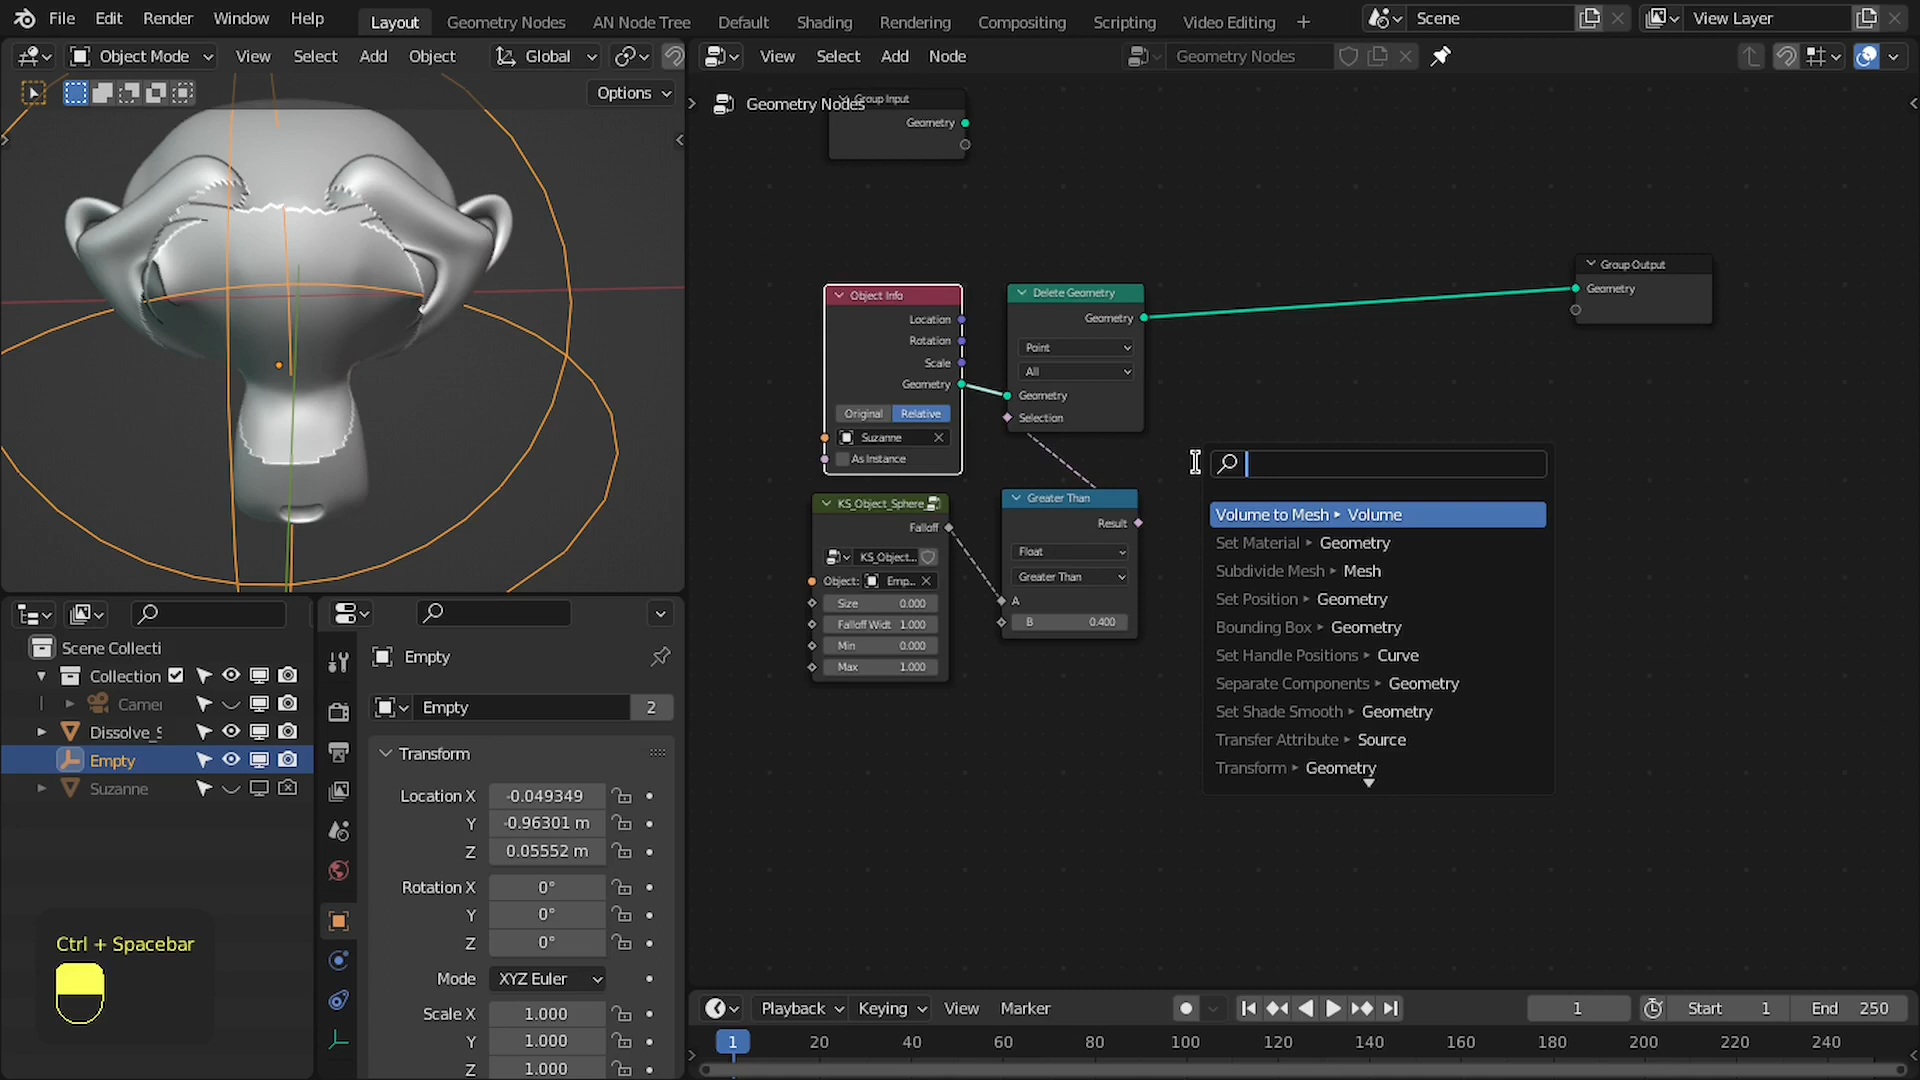 File Edit Render Window Help Layout Geometry Nodes AN Node Tree Default Shading Rendering Compositing Scripting Video Editing + Scene View Layer
Object Mode View Select Add Object Global
View Select Add Node Geometry Nodes
Options
Geometry Nodes
Group Input
Geometry
Group Output
Geometry
Object Info
Location
Rotation
Scale
Geometry
Original Relative
Suzanne
As Instance
Delete Geometry
Geometry
Point
All
Geometry
Selection
KS_Object_Sphere
Falloff
KS_Object...
Object: Emp...
Size 0.000
Falloff Widt 1.000
Min 0.000
Max 1.000
Greater Than
Result
Float
Greater Than
A
B 0.400
Volume to Mesh ▸ Volume
Set Material ▸ Geometry
Subdivide Mesh ▸ Mesh
Set Position ▸ Geometry
Bounding Box ▸ Geometry
Set Handle Positions ▸ Curve
Separate Components ▸ Geometry
Set Shade Smooth ▸ Geometry
Transfer Attribute ▸ Source
Transform ▸ Geometry
Scene Collecti
Collection
Camer
Dissolve_S
Empty
Suzanne
Empty
Empty 2
Transform
Location X -0.049349
Y -0.96301 m
Z 0.05552 m
Rotation X 0°
Y 0°
Z 0°
Mode XYZ Euler
Scale X 1.000
Y 1.000
Z 1.000
Ctrl + Spacebar
Playback Keying View Marker 1 Start 1 End 250
1 20 40 60 80 100 120 140 160 180 200 220 240